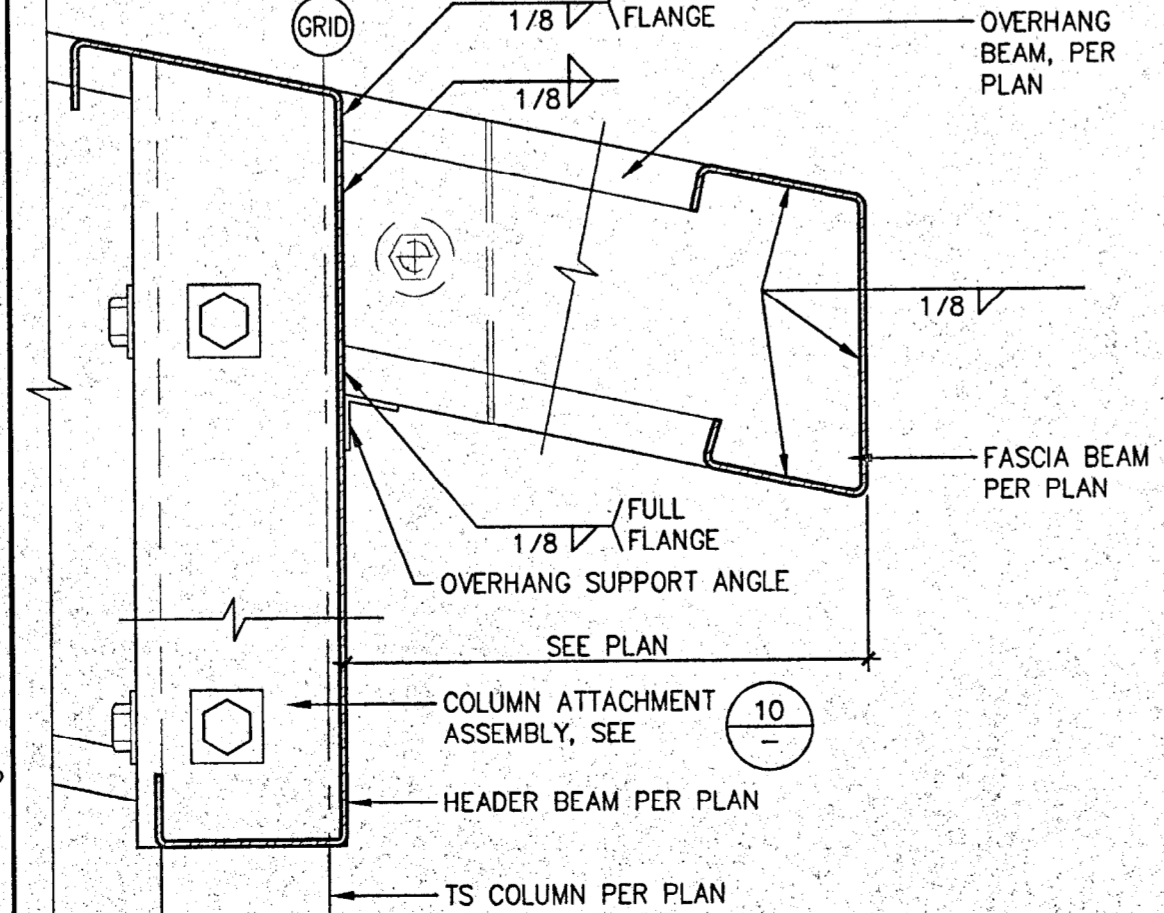 GRID
1/8
FLANGE
OVERHANG
BEAM, PER
PLAN
1/8
1/8
FASCIA BEAM
PER PLAN
1/8
FULL
FLANGE
OVERHANG SUPPORT ANGLE
SEE PLAN
COLUMN ATTACHMENT
ASSEMBLY, SEE
10
–
HEADER BEAM PER PLAN
TS COLUMN PER PLAN